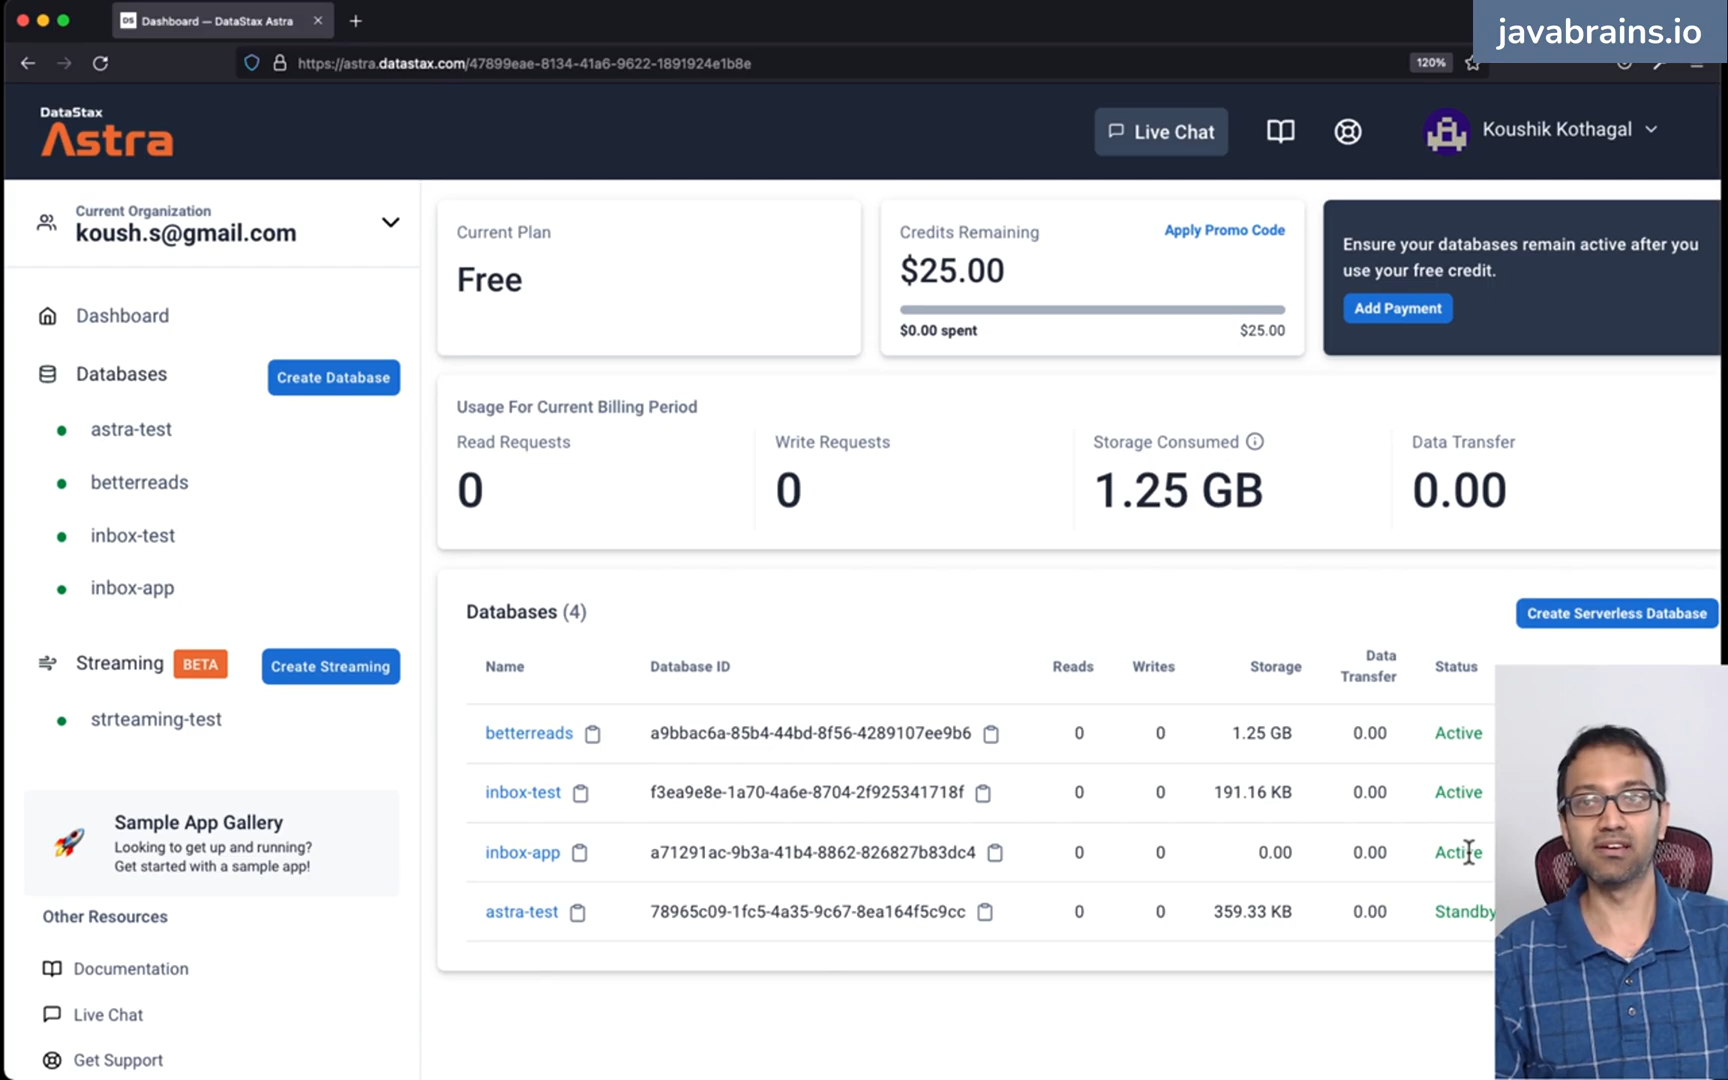 DS Dashboard — DataStax Astra
javabrains.io
https://astra.datastax.com/47899eae-8134-41a6-9622-1891924e1b8e
120%
DataStax
Astra
Live Chat
Koushik Kothagal
Current Organization
koush.s@gmail.com
Dashboard
Databases
Create Database
astra-test
betterreads
inbox-test
inbox-app
Streaming BETA
Create Streaming
strteaming-test
Sample App Gallery
Looking to get up and running?
Get started with a sample app!
Other Resources
Documentation
Live Chat
Get Support
Current Plan
Free
Credits Remaining
Apply Promo Code
$25.00
$0.00 spent
$25.00
Ensure your databases remain active after you
use your free credit.
Add Payment
Usage For Current Billing Period
Read Requests
0
Write Requests
0
Storage Consumed
1.25 GB
Data Transfer
0.00
Databases (4)
Create Serverless Database
Name Database ID Reads Writes Storage Data Transfer Status
betterreads a9bbac6a-85b4-44bd-8f56-4289107ee9b6 0 0 1.25 GB 0.00 Active
inbox-test f3ea9e8e-1a70-4a6e-8704-2f925341718f 0 0 191.16 KB 0.00 Active
inbox-app a71291ac-9b3a-41b4-8862-826827b83dc4 0 0 0.00 0.00 Active
astra-test 78965c09-1fc5-4a35-9c67-8ea164f5c9cc 0 0 359.33 KB 0.00 Standby